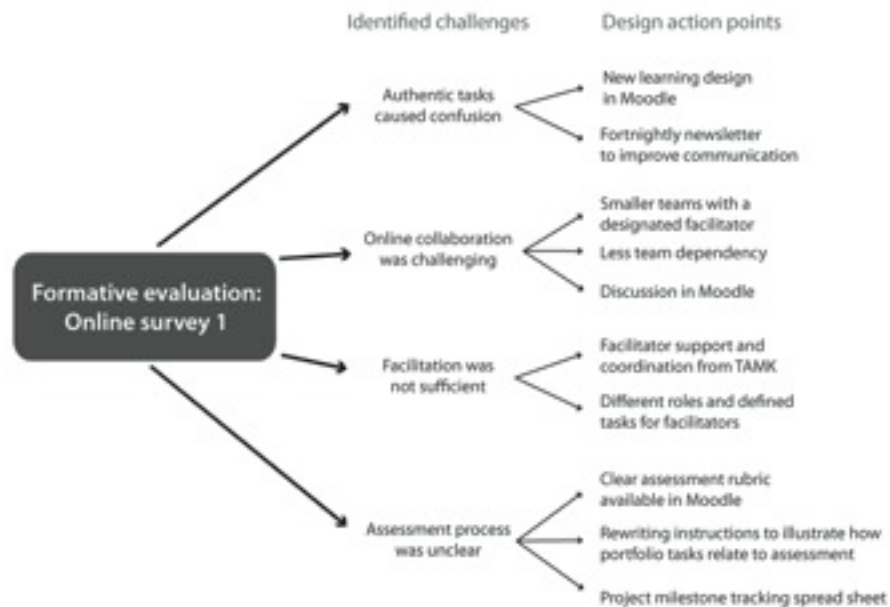 Identified challenges
Design action points
Formative evaluation:
Online survey 1
Authentic tasks
caused confusion
New learning design
in Moodle
Fortnightly newsletter
to improve communication
Online collaboration
was challenging
Smaller teams with a
designated facilitator
Less team dependency
Discussion in Moodle
Facilitation was
not sufficient
Facilitator support and
coordination from TAMK
Different roles and defined
tasks for facilitators
Assessment process
was unclear
Clear assessment rubric
available in Moodle
Rewriting instructions to illustrate how
portfolio tasks relate to assessment
Project milestone tracking spread sheet